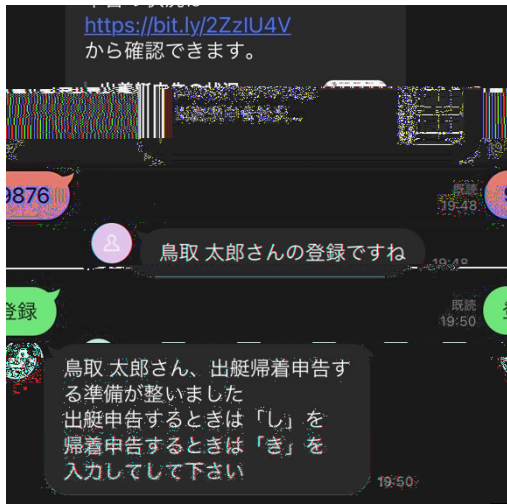 https://bit.ly/2ZzIU4V
から確認できます。
9876
既読
19:48
鳥取 太郎さんの登録ですね
19:48
登録
既読
19:50
鳥取 太郎さん、出艇帰着申告す
る準備が整いました
出艇申告するときは「し」を
帰着申告するときは「き」を
入力してして下さい
19:50